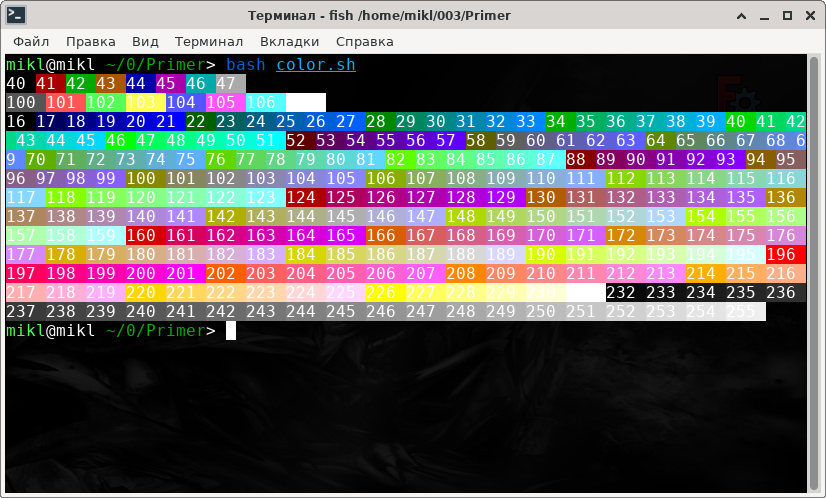 Терминал - fish /home/mikl/003/Primer
Файл Правка Вид Терминал Вкладки Справка
mikl@mikl ~/0/Primer> bash color.sh
40 41 42 43 44 45 46 47
100 101 102 103 104 105 106
16 17 18 19 20 21 22 23 24 25 26 27 28 29 30 31 32 33 34 35 36 37 38 39 40 41 42
43 44 45 46 47 48 49 50 51 52 53 54 55 56 57 58 59 60 61 62 63 64 65 66 67 68 6
9 70 71 72 73 74 75 76 77 78 79 80 81 82 83 84 85 86 87 88 89 90 91 92 93 94 95
96 97 98 99 100 101 102 103 104 105 106 107 108 109 110 111 112 113 114 115 116
117 118 119 120 121 122 123 124 125 126 127 128 129 130 131 132 133 134 135 136
137 138 139 140 141 142 143 144 145 146 147 148 149 150 151 152 153 154 155 156
157 158 159 160 161 162 163 164 165 166 167 168 169 170 171 172 173 174 175 176
177 178 179 180 181 182 183 184 185 186 187 188 189 190 191 192 193 194 195 196
197 198 199 200 201 202 203 204 205 206 207 208 209 210 211 212 213 214 215 216
217 218 219 220 221 222 223 224 225 226 227 228 229 230 232 233 234 235 236
237 238 239 240 241 242 243 244 245 246 247 248 249 250 251 252 253 254 255
mikl@mikl ~/0/Primer>